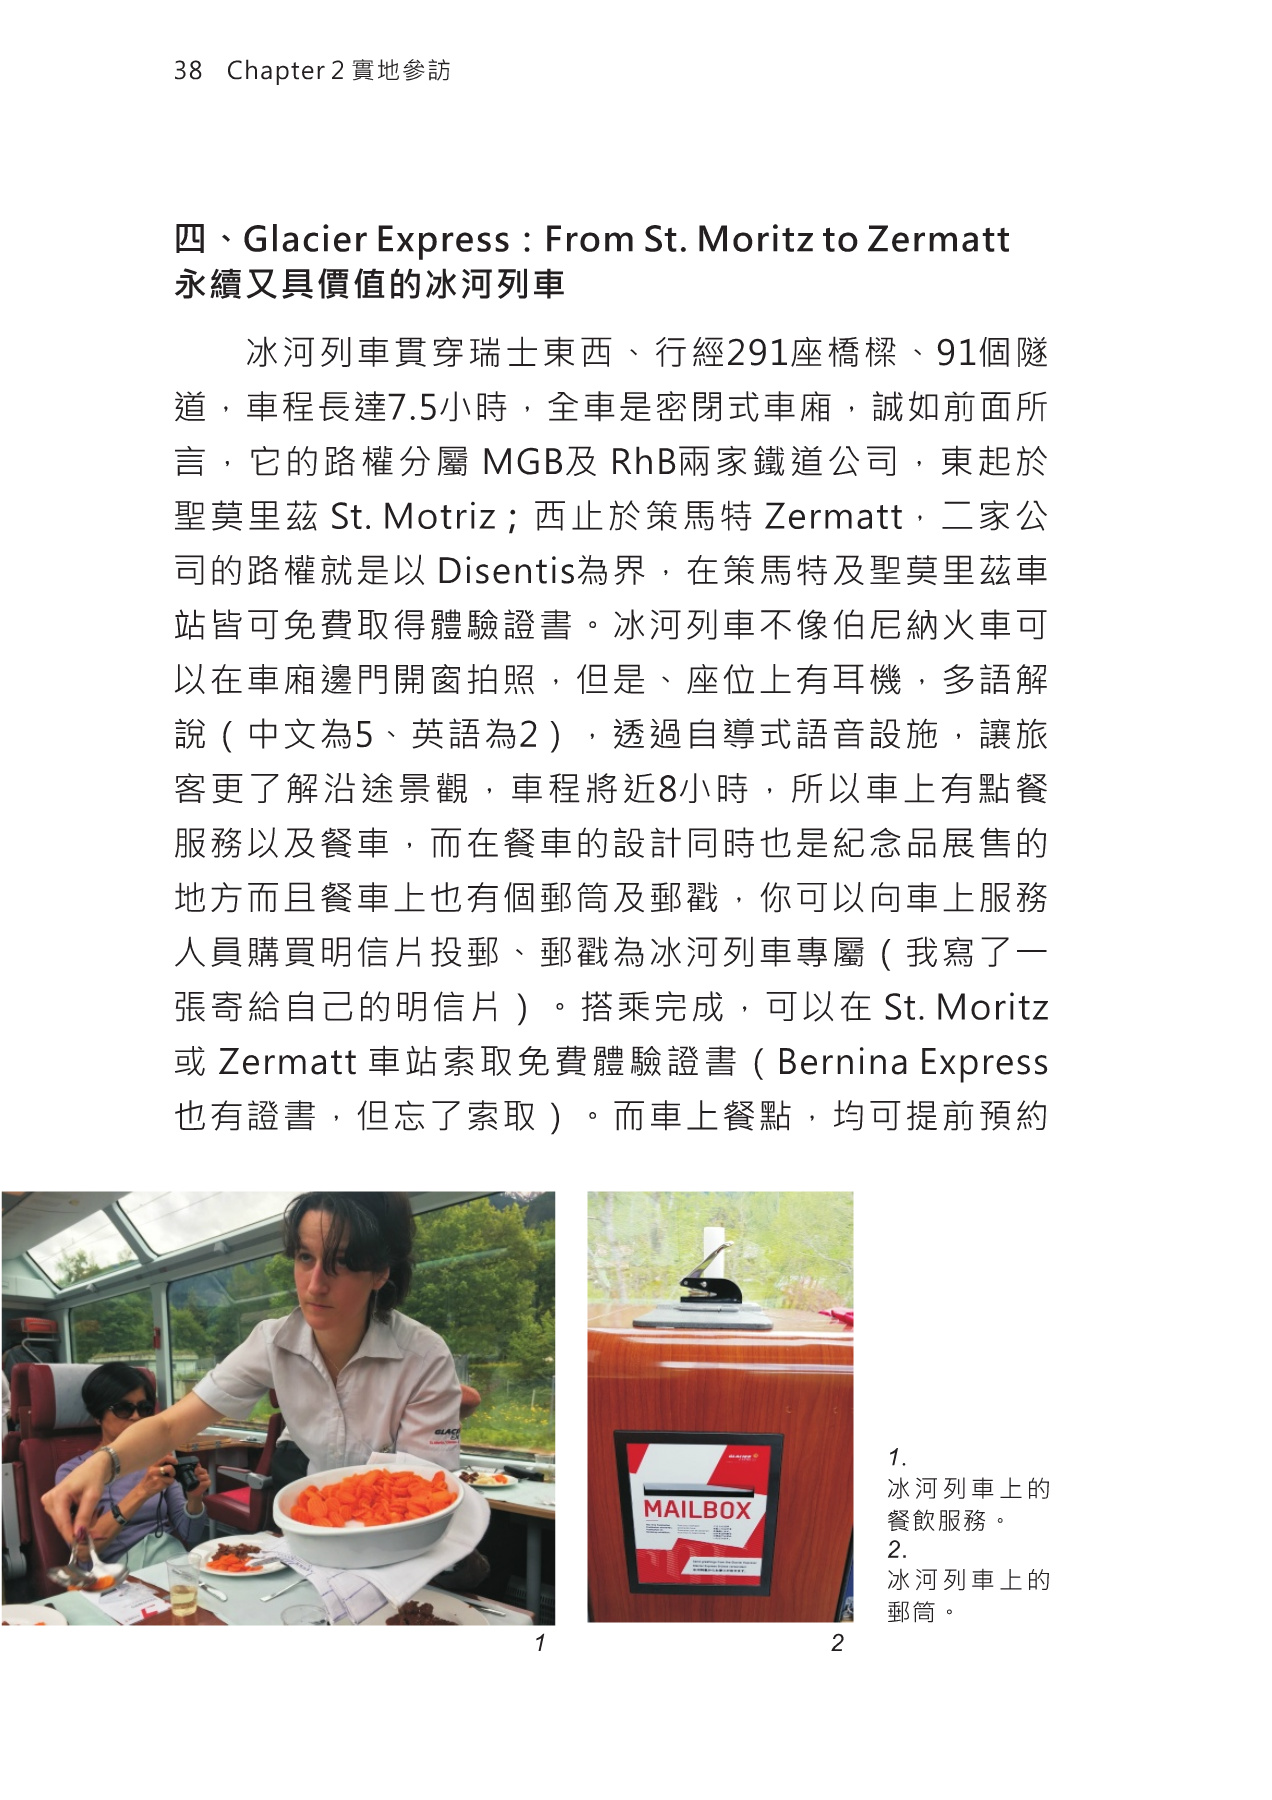 38 Chapter 2 實地參訪
四、Glacier Express：From St. Moritz to Zermatt
永續又具價值的冰河列車
冰河列車貫穿瑞士東西、行經291座橋樑、91個隧
道，車程長達7.5小時，全車是密閉式車廂，誠如前面所
言，它的路權分屬 MGB及 RhB兩家鐵道公司，東起於
聖莫里茲 St. Motriz；西止於策馬特 Zermatt，二家公
司的路權就是以 Disentis為界，在策馬特及聖莫里茲車
站皆可免費取得體驗證書。冰河列車不像伯尼納火車可
以在車廂邊門開窗拍照，但是、座位上有耳機，多語解
說（中文為5、英語為2），透過自導式語音設施，讓旅
客更了解沿途景觀，車程將近8小時，所以車上有點餐
服務以及餐車，而在餐車的設計同時也是紀念品展售的
地方而且餐車上也有個郵筒及郵戳，你可以向車上服務
人員購買明信片投郵、郵戳為冰河列車專屬（我寫了一
張寄給自己的明信片）。搭乘完成，可以在 St. Moritz
或 Zermatt 車站索取免費體驗證書（Bernina Express
也有證書，但忘了索取）。而車上餐點，均可提前預約
MAILBOX
1
2
1.
冰河列車上的
餐飲服務。
2.
冰河列車上的
郵筒。